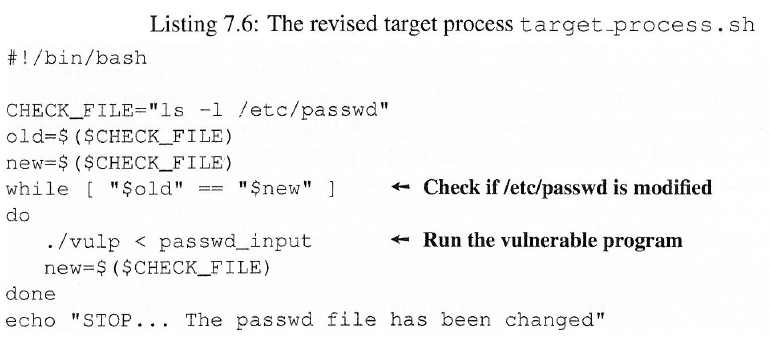 Listing 7.6: The revised target process target_process.sh
#!/bin/bash
CHECK_FILE="ls -l /etc/passwd"
old=$($CHECK_FILE)
new=$($CHECK_FILE)
while [ "$old" == "$new" ] ← Check if /etc/passwd is modified
do
./vulp < passwd_input ← Run the vulnerable program
new=$($CHECK_FILE)
done
echo "STOP... The passwd file has been changed"